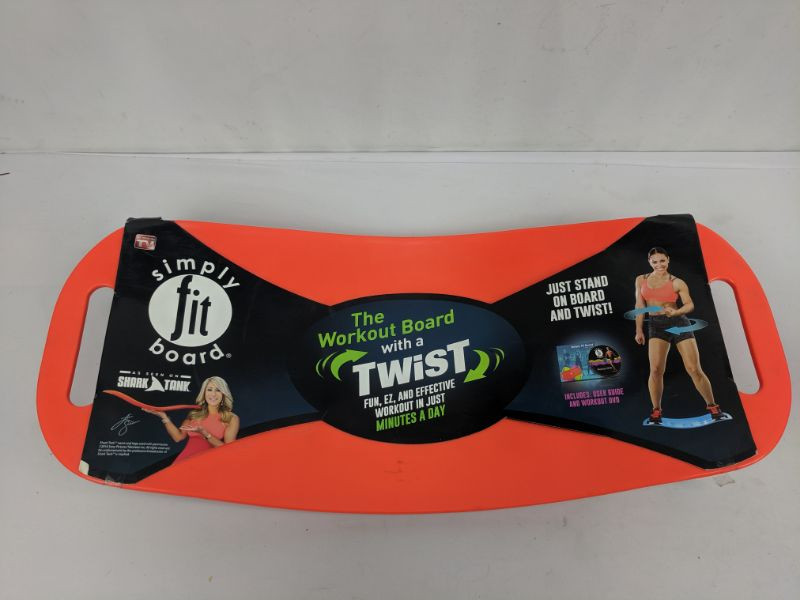 TV
simply
fit
board®
AS SEEN ON
SHARK TANK
The
Workout Board
with a
TWiST
FUN, EZ, AND EFFECTIVE
WORKOUT IN JUST
MINUTES A DAY
JUST STAND
ON BOARD
AND TWIST!
INCLUDES: USER GUIDE
AND WORKOUT DVD